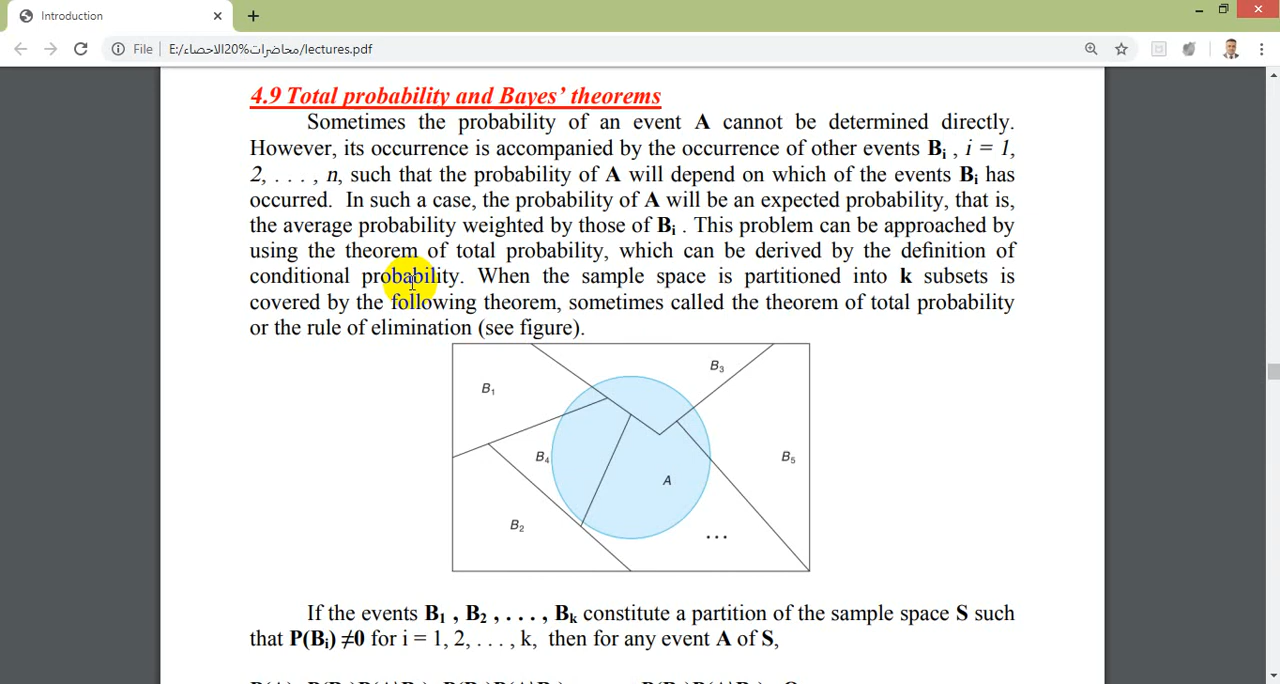 Introduction
File
E:/محاضرات%20الاحصاء/lectures.pdf
4.9 Total probability and Bayes’ theorems
Sometimes the probability of an event A cannot be determined directly.
However, its occurrence is accompanied by the occurrence of other events Bi , i = 1,
2, . . . , n, such that the probability of A will depend on which of the events Bi has
occurred. In such a case, the probability of A will be an expected probability, that is,
the average probability weighted by those of Bi . This problem can be approached by
using the theorem of total probability, which can be derived by the definition of
conditional probability. When the sample space is partitioned into k subsets is
covered by the following theorem, sometimes called the theorem of total probability
or the rule of elimination (see figure).
B3
B1
B4
B5
A
B2
...
If the events B1 , B2 , . . . , Bk constitute a partition of the sample space S such
that P(Bi) ≠0 for i = 1, 2, . . . , k, then for any event A of S,